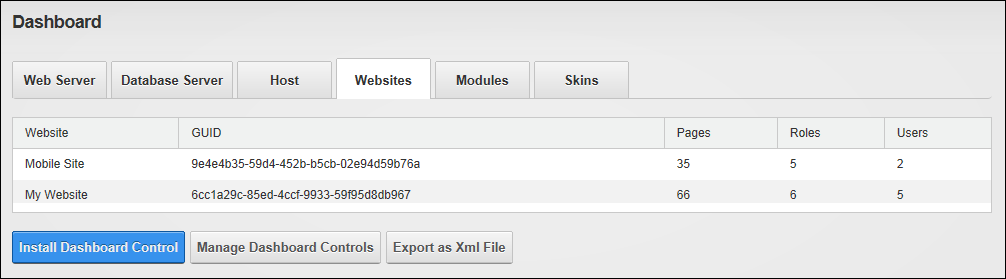 Dashboard
Web Server Database Server Host Websites Modules Skins
Website GUID Pages Roles Users
Mobile Site 9e4e4b35-59d4-452b-b5cb-02e94d59b76a 35 5 2
My Website 6cc1a29c-85ed-4ccf-9933-59f95d8db967 66 6 5
Install Dashboard Control Manage Dashboard Controls Export as Xml File